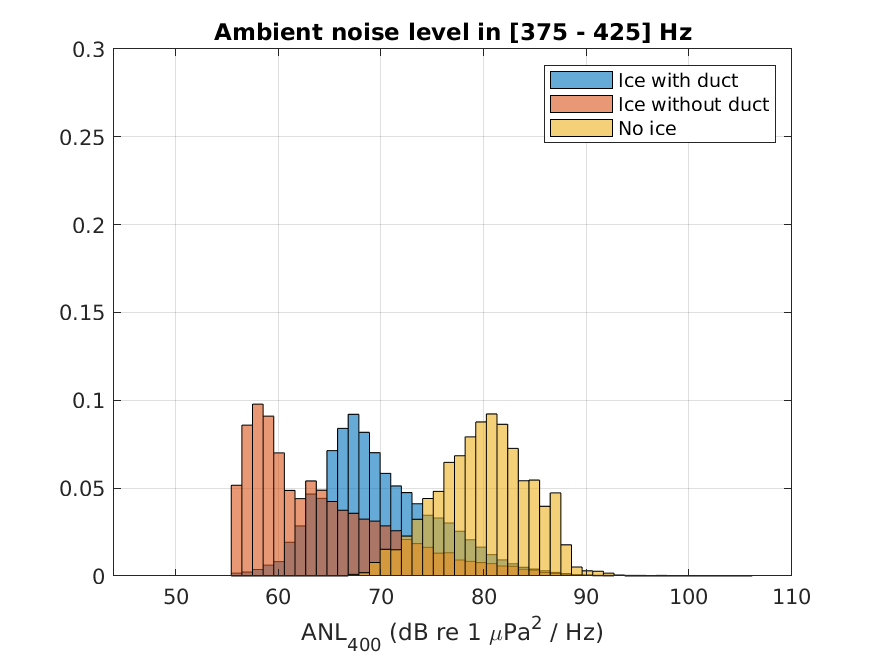 Ambient noise level in [375 - 425] Hz
0.3
0.25
0.2
0.15
0.1
0.05
0
Ice with duct
Ice without duct
No ice
50 60 70 80 90 100 110
ANL₄₀₀ (dB re 1 μPa² / Hz)